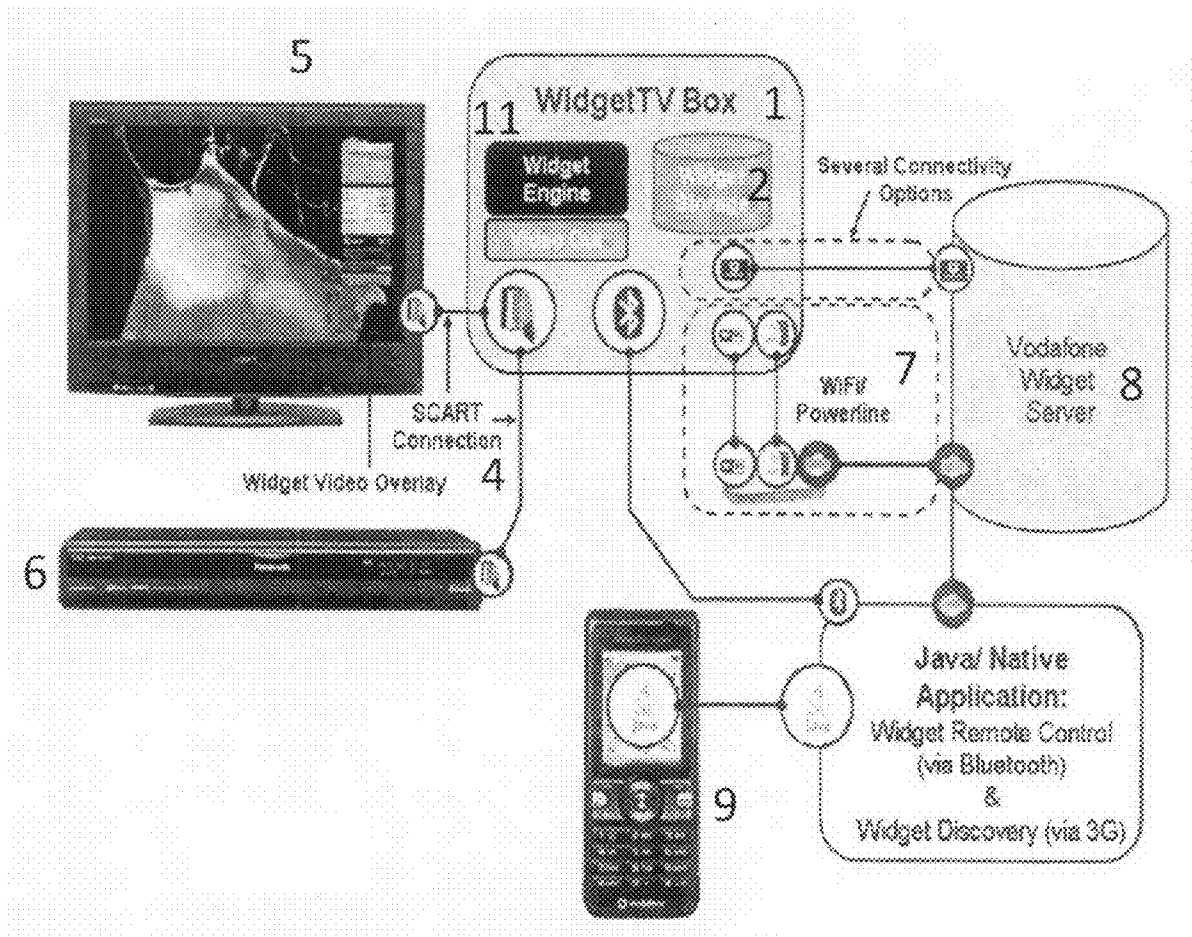 5
WidgetTV Box
1
11
Widget
Engine
2
Several Connectivity
Options
7
WiFi/
Powerline
Vodafone
Widget
Server
8
SCART
Connection
4
Widget Video Overlay
6
9
Java/ Native
Application:
Widget Remote Control
(via Bluetooth)
&
Widget Discovery (via 3G)